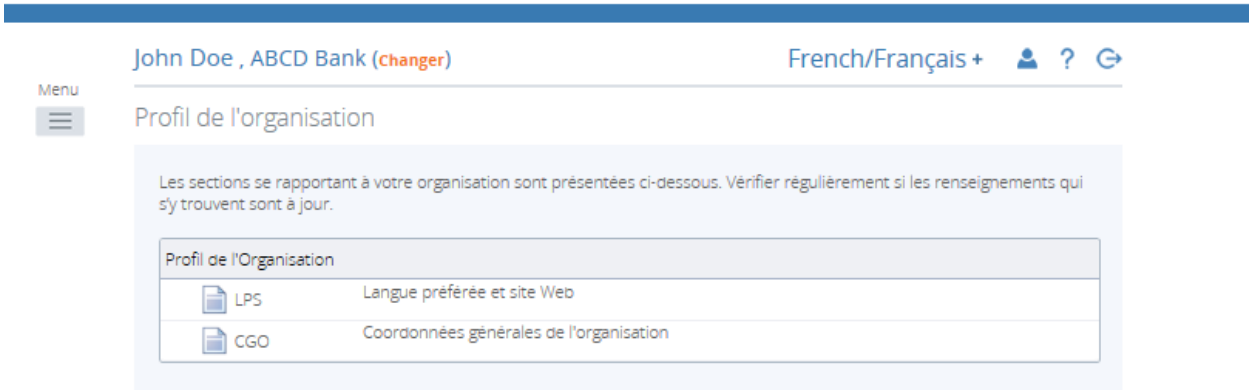 John Doe , ABCD Bank (Changer)
French/Français +
?
Menu
Profil de l'organisation
Les sections se rapportant à votre organisation sont présentées ci-dessous. Vérifier régulièrement si les renseignements qui
s'y trouvent sont à jour.
Profil de l'Organisation
LPS Langue préférée et site Web
CGO Coordonnées générales de l'organisation